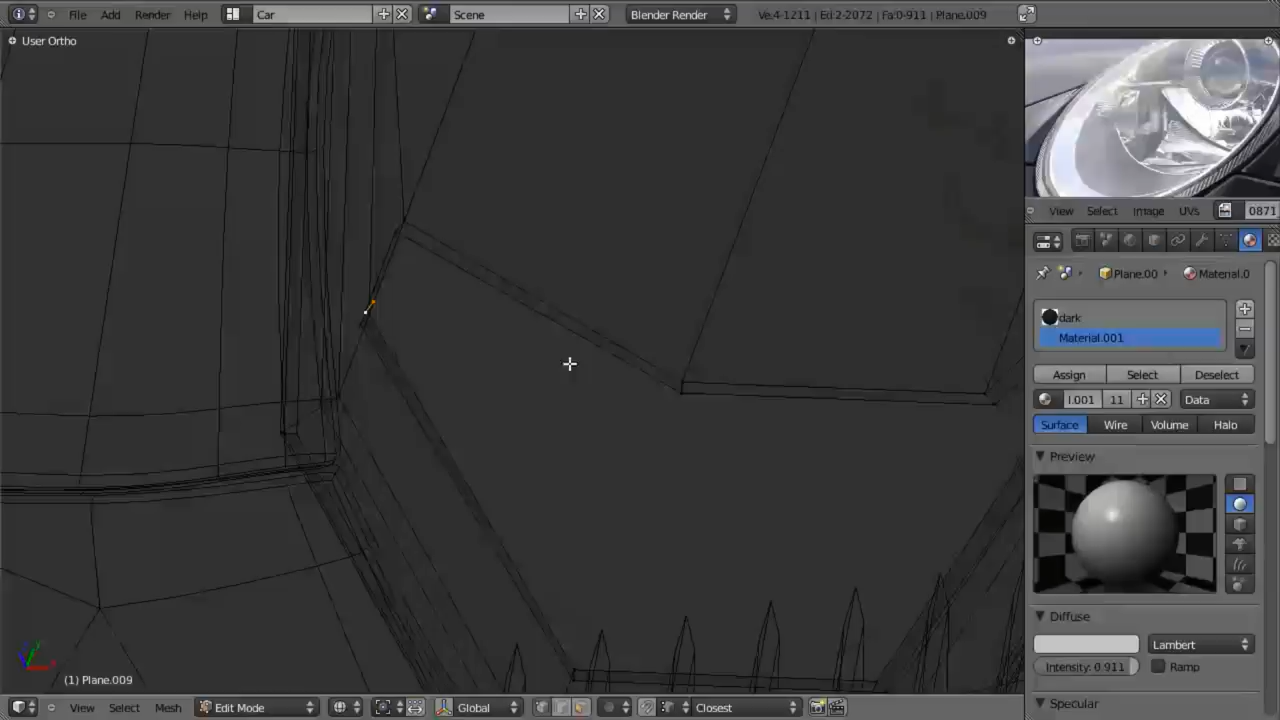 File Add Render Help Car Scene Blender Render Ve:4-1211 | Ed:2-2072 | Fa:0-911 | Plane.009
User Ortho
View Select Image UVs 0871
Plane.00 Material.0
dark
Material.001
Assign Select Deselect
I.001 11 Data
Surface Wire Volume Halo
Preview
Diffuse
Lambert
Intensity: 0.911 Ramp
(1) Plane.009
Specular
View Select Mesh Edit Mode Global Closest